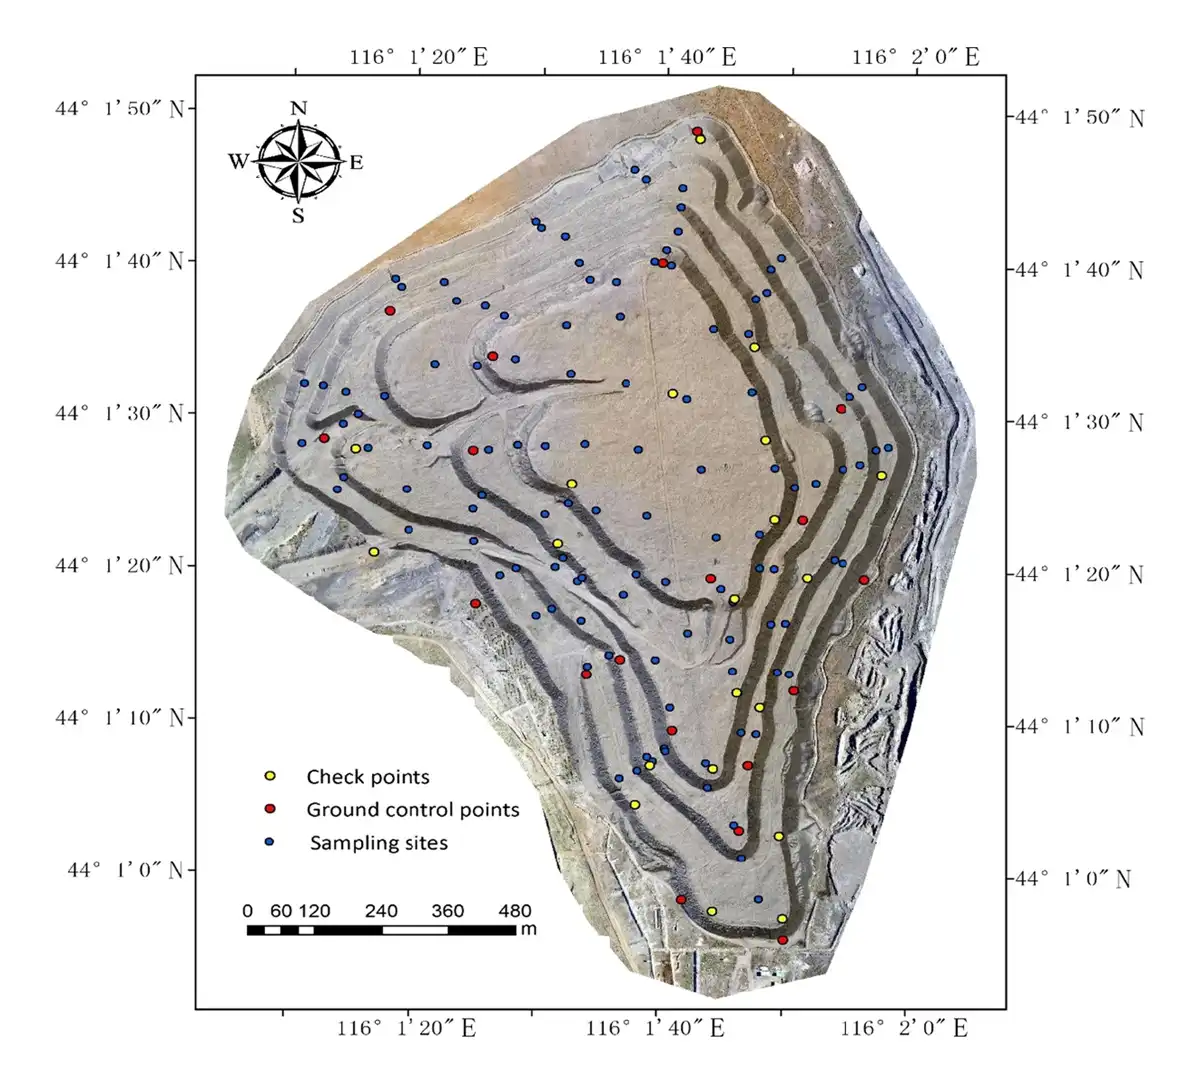 116° 1'20″ E 116° 1'40″ E 116° 2'0″ E
44° 1'50″ N
44° 1'50″ N
N
W E
S
44° 1'40″ N
44° 1'40″ N
44° 1'30″ N
44° 1'30″ N
44° 1'20″ N
44° 1'20″ N
44° 1'10″ N
44° 1'10″ N
Check points
Ground control points
Sampling sites
44° 1'0″ N
44° 1'0″ N
0 60 120 240 360 480
m
116° 1'20″ E 116° 1'40″ E 116° 2'0″ E